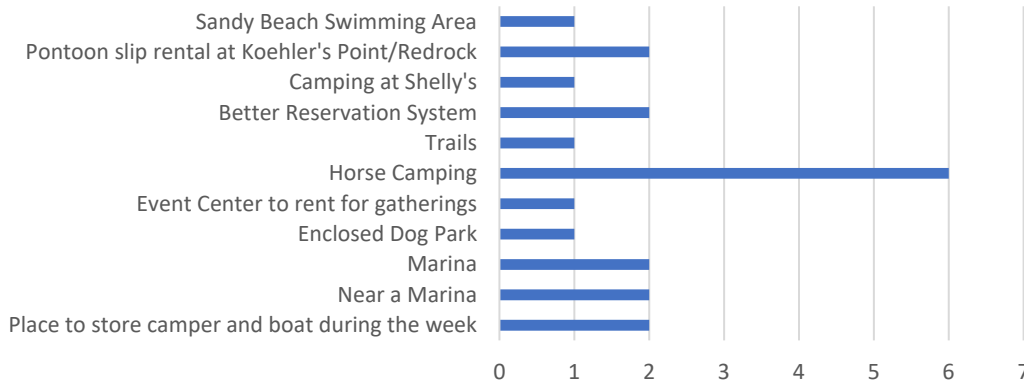 Sandy Beach Swimming Area
Pontoon slip rental at Koehler's Point/Redrock
Camping at Shelly's
Better Reservation System
Trails
Horse Camping
Event Center to rent for gatherings
Enclosed Dog Park
Marina
Near a Marina
Place to store camper and boat during the week
0 1 2 3 4 5 6 7